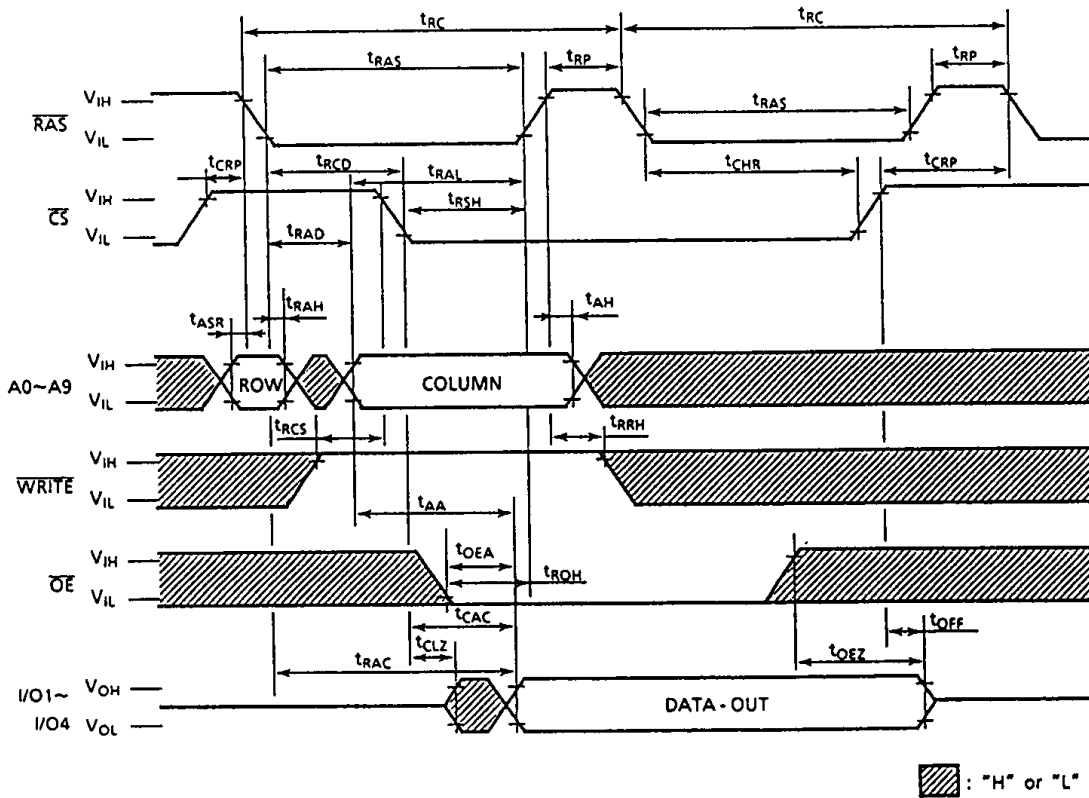 tRC tRC
tRAS tRP tRP
tRAS
RAS VIH
VIL
tCRP tRCD tRAL tCHR tCRP
CS VIH
VIL
tRSH
tRAD
tASR tRAH tAH
A0~A9 VIH
VIL
ROW COLUMN
tRCS tRRH
WRITE VIH
VIL
tAA
tOEA
OE VIH
VIL
tROH
tCAC
tCLZ tOFF
tRAC tOEZ
I/O1~
I/O4 VOH
VOL
DATA - OUT
: "H" or "L"